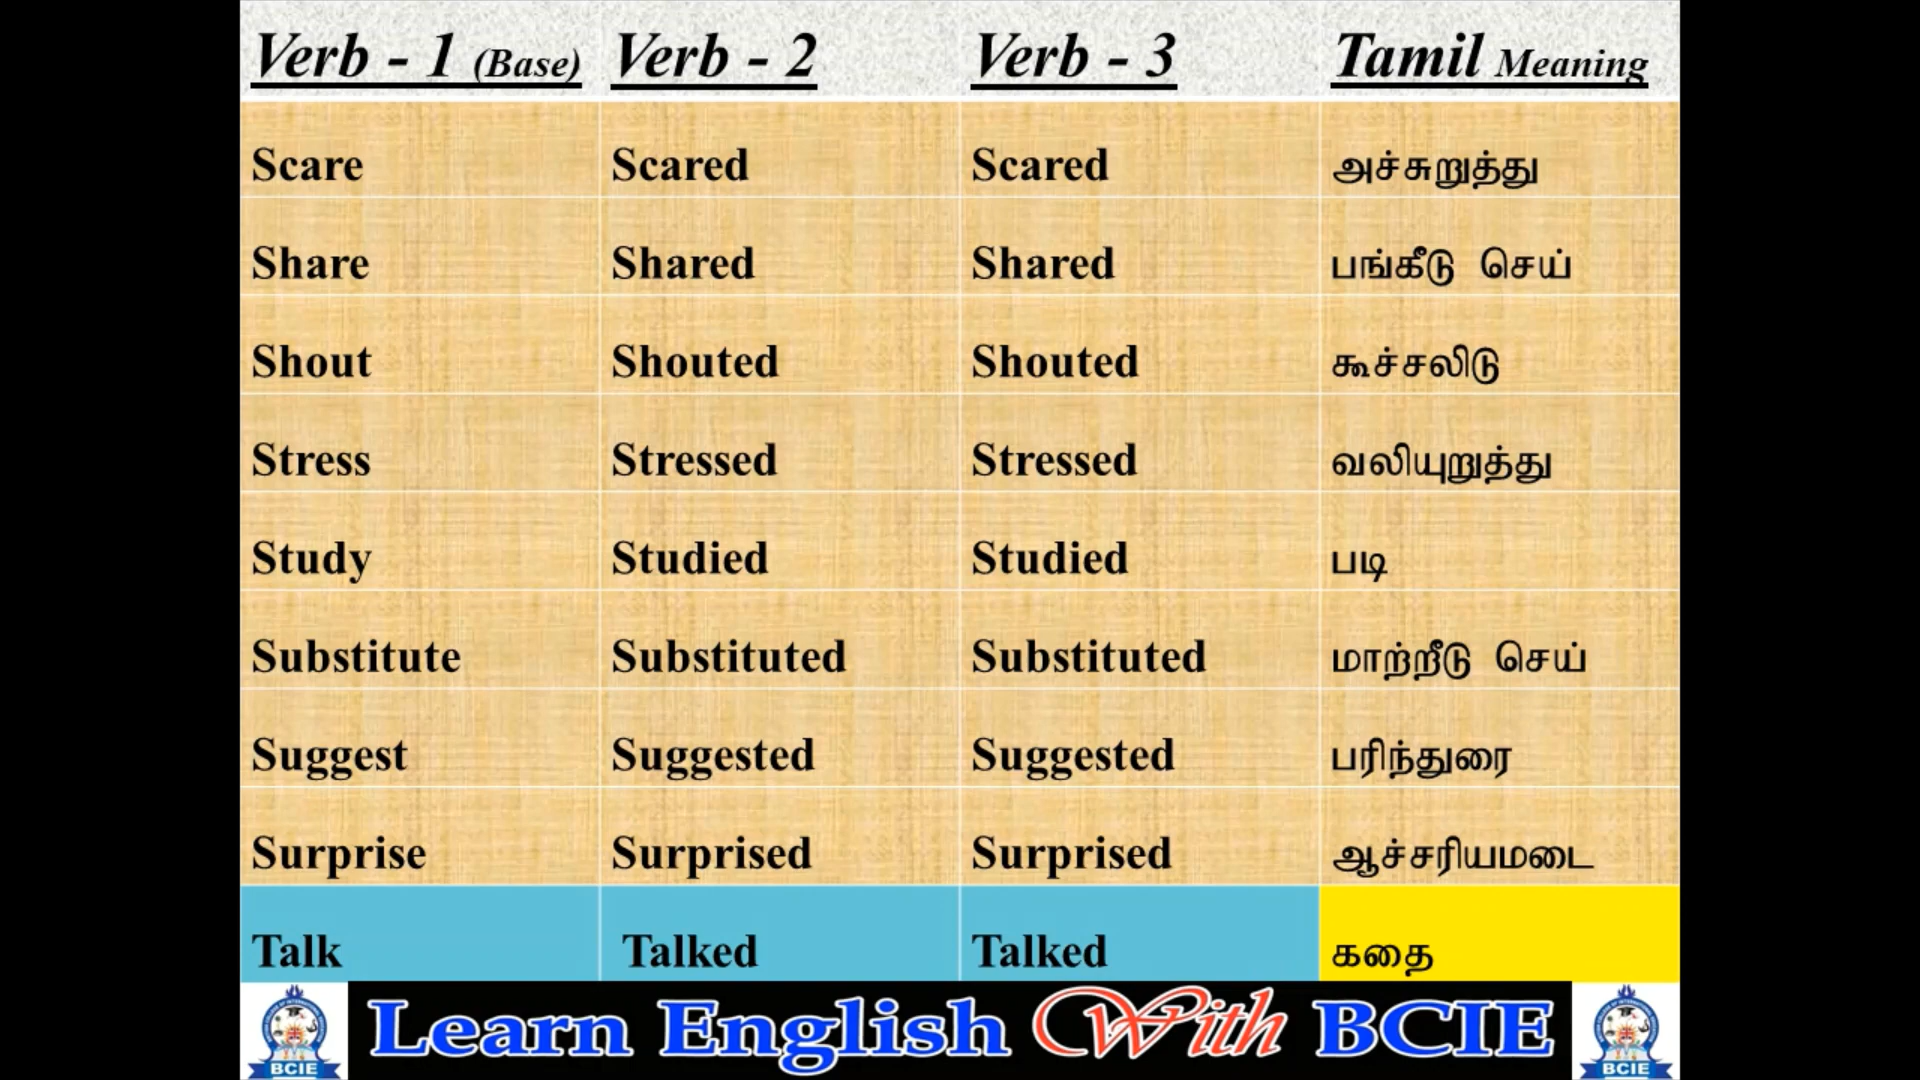 Verb - 1 (Base) Verb - 2 Verb - 3 Tamil Meaning
Scare Scared Scared அச்சுறுத்து
Share Shared Shared பங்கீடு செய்
Shout Shouted Shouted கூச்சலிடு
Stress Stressed Stressed வலியுறுத்து
Study Studied Studied படி
Substitute Substituted Substituted மாற்றீடு செய்
Suggest Suggested Suggested பரிந்துரை
Surprise Surprised Surprised ஆச்சரியமடை
Talk Talked Talked கதை
Learn English With BCIE
BCIE BCIE